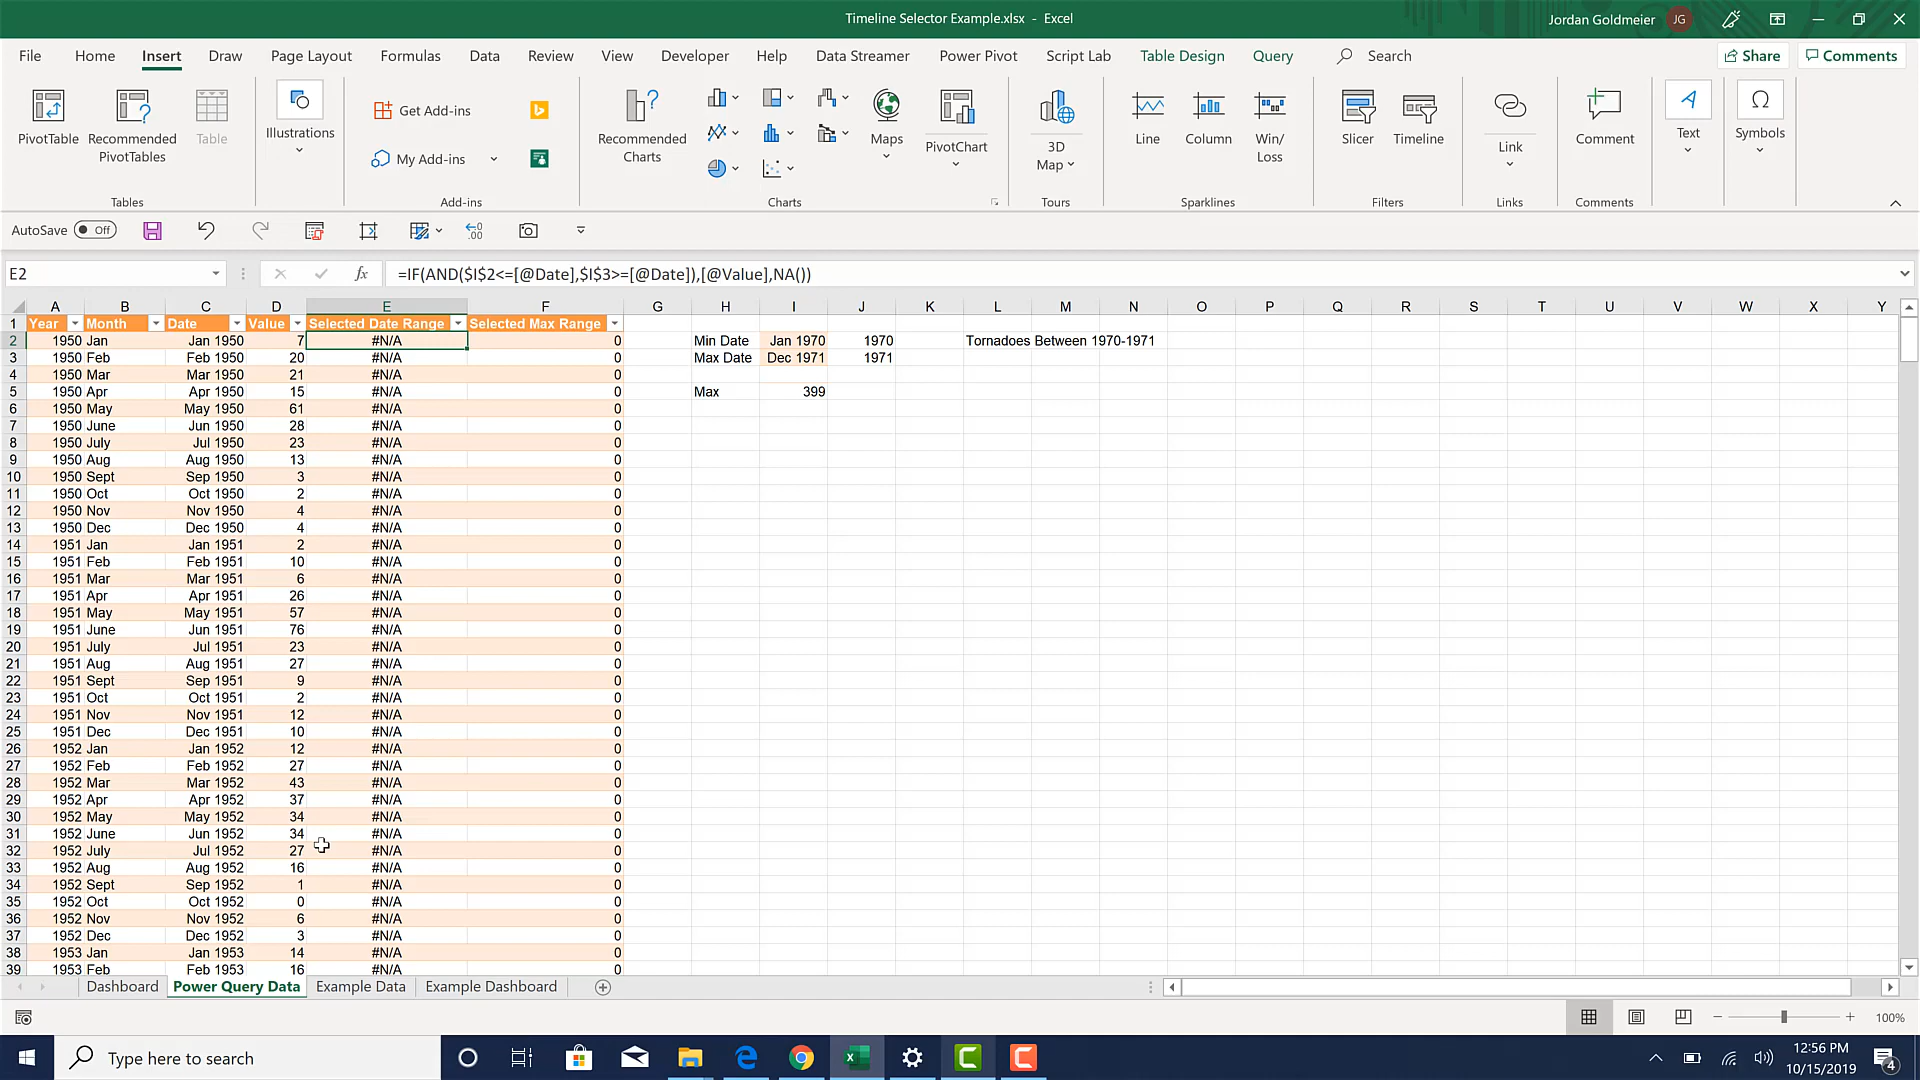 Timeline Selector Example.xlsx - Excel
Jordan Goldmeier JG
File Home Insert Draw Page Layout Formulas Data Review View Developer Help Data Streamer Power Pivot Script Lab Table Design Query Search Share Comments
PivotTable
Recommended PivotTables
Table
Tables
Illustrations
Get Add-ins
My Add-ins
Add-ins
Recommended Charts
Maps
PivotChart
Charts
3D Map
Tours
Line
Column
Win/ Loss
Sparklines
Slicer
Timeline
Filters
Link
Links
Comment
Comments
Text
Symbols
AutoSave Off
E2 fx =IF(AND($I$2<=[@Date],$I$3>=[@Date]),[@Value],NA())
A B C D E F G H I J K L M N O P Q R S T U V W X Y
1 Year Month Date Value Selected Date Range Selected Max Range
2 1950 Jan Jan 1950 7 #N/A 0 Min Date Jan 1970 1970 Tornadoes Between 1970-1971
3 1950 Feb Feb 1950 20 #N/A 0 Max Date Dec 1971 1971
4 1950 Mar Mar 1950 21 #N/A 0
5 1950 Apr Apr 1950 15 #N/A 0 Max 399
6 1950 May May 1950 61 #N/A 0
7 1950 June Jun 1950 28 #N/A 0
8 1950 July Jul 1950 23 #N/A 0
9 1950 Aug Aug 1950 13 #N/A 0
10 1950 Sept Sep 1950 3 #N/A 0
11 1950 Oct Oct 1950 2 #N/A 0
12 1950 Nov Nov 1950 4 #N/A 0
13 1950 Dec Dec 1950 4 #N/A 0
14 1951 Jan Jan 1951 2 #N/A 0
15 1951 Feb Feb 1951 10 #N/A 0
16 1951 Mar Mar 1951 6 #N/A 0
17 1951 Apr Apr 1951 26 #N/A 0
18 1951 May May 1951 57 #N/A 0
19 1951 June Jun 1951 76 #N/A 0
20 1951 July Jul 1951 23 #N/A 0
21 1951 Aug Aug 1951 27 #N/A 0
22 1951 Sept Sep 1951 9 #N/A 0
23 1951 Oct Oct 1951 2 #N/A 0
24 1951 Nov Nov 1951 12 #N/A 0
25 1951 Dec Dec 1951 10 #N/A 0
26 1952 Jan Jan 1952 12 #N/A 0
27 1952 Feb Feb 1952 27 #N/A 0
28 1952 Mar Mar 1952 43 #N/A 0
29 1952 Apr Apr 1952 37 #N/A 0
30 1952 May May 1952 34 #N/A 0
31 1952 June Jun 1952 34 #N/A 0
32 1952 July Jul 1952 27 #N/A 0
33 1952 Aug Aug 1952 16 #N/A 0
34 1952 Sept Sep 1952 1 #N/A 0
35 1952 Oct Oct 1952 0 #N/A 0
36 1952 Nov Nov 1952 6 #N/A 0
37 1952 Dec Dec 1952 3 #N/A 0
38 1953 Jan Jan 1953 14 #N/A 0
39 1953 Feb Feb 1953 16 #N/A 0
Dashboard Power Query Data Example Data Example Dashboard
100%
Type here to search
12:56 PM
10/15/2019
4